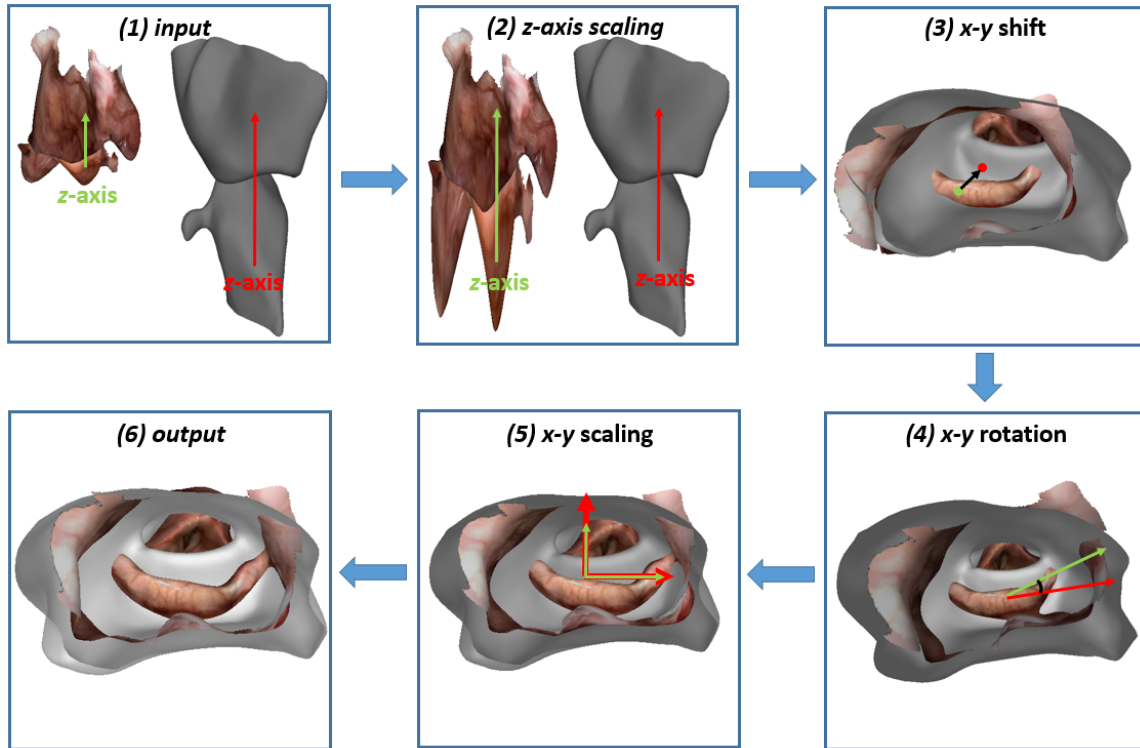 (1) input
z-axis
z-axis
(2) z-axis scaling
z-axis
z-axis
(3) x-y shift
(4) x-y rotation
(5) x-y scaling
(6) output